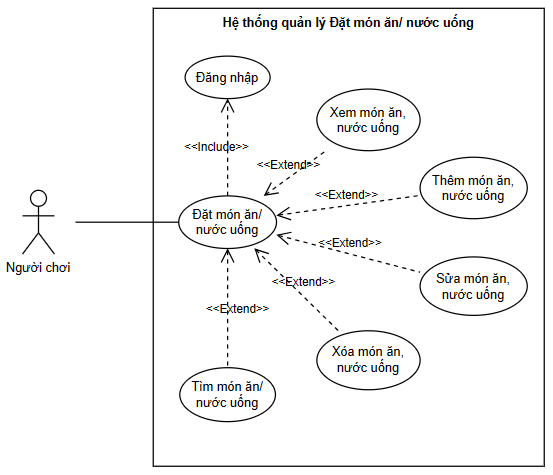 Hệ thống quản lý Đặt món ăn/ nước uống
Đăng nhập
Xem món ăn,
nước uống
<<Include>>
<<Extend>>
Thêm món ăn,
nước uống
<<Extend>>
Đặt món ăn/
nước uống
Người chơi
<<Extend>>
Sửa món ăn,
nước uống
<<Extend>>
<<Extend>>
Xóa món ăn,
nước uống
Tìm món ăn/
nước uống